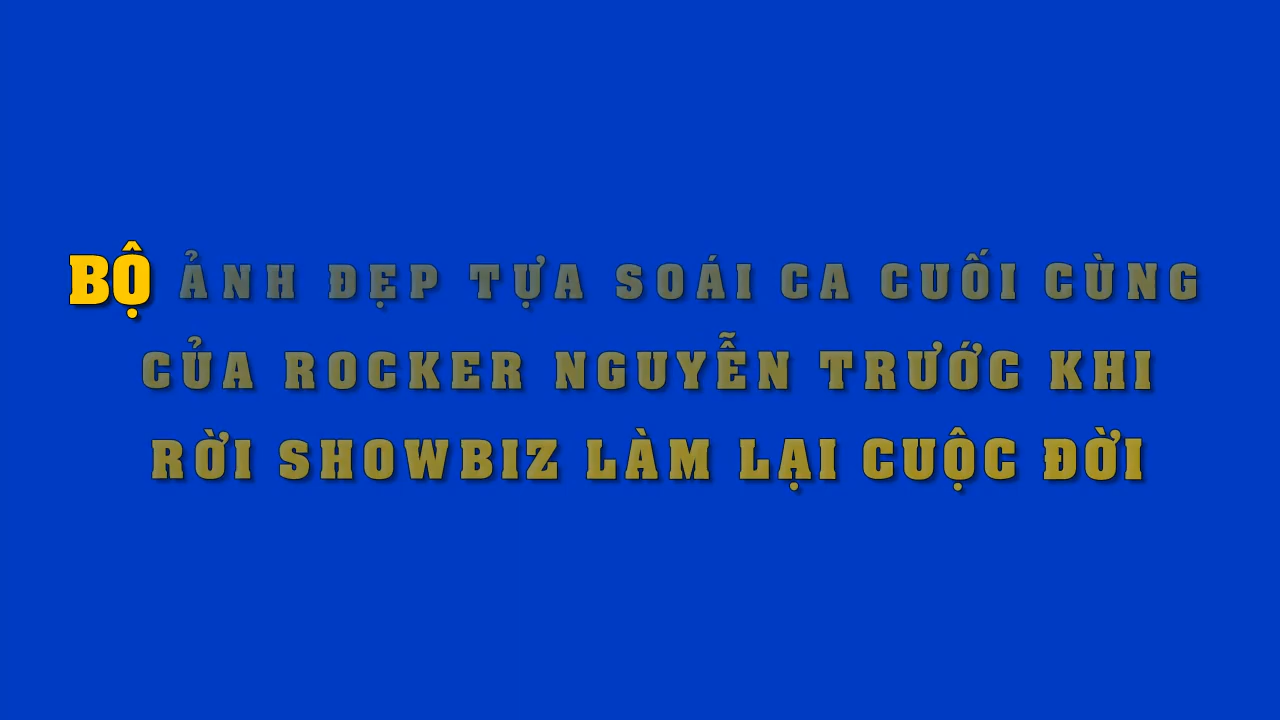 BỘ ẢNH ĐẸP TỰA SOÁI CA CUỐI CÙNG
CỦA ROCKER NGUYỄN TRƯỚC KHI
RỜI SHOWBIZ LÀM LẠI CUỘC ĐỜI